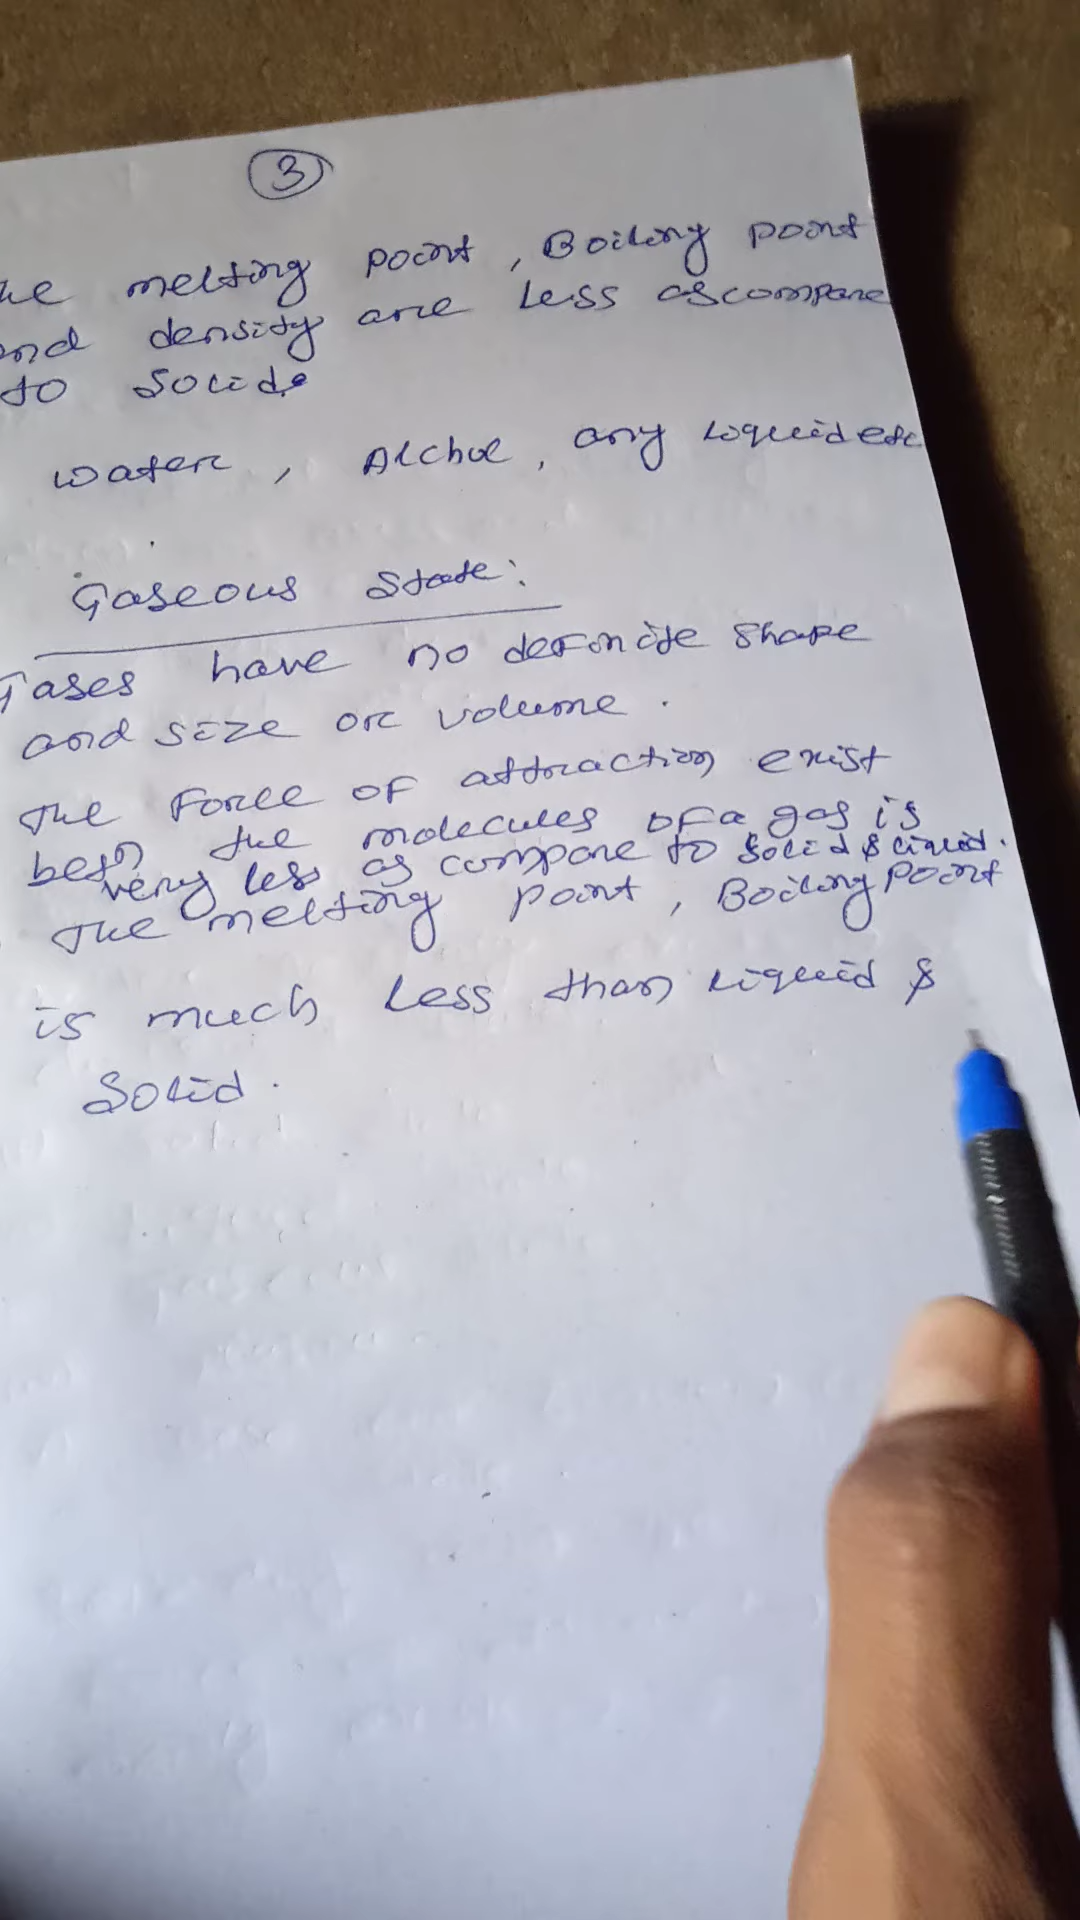 3
he melting point, Boiling point
and density are less as compare
to solids
water, Alchol, any liquid etc
Gaseous State:
Gases have no definite shape
and size or volume.
The Force of attraction exist
betn the molecules of a gas is
very less as compare to solid & liquid.
The melting point, Boiling Point
is much less than liquid &
Solid.